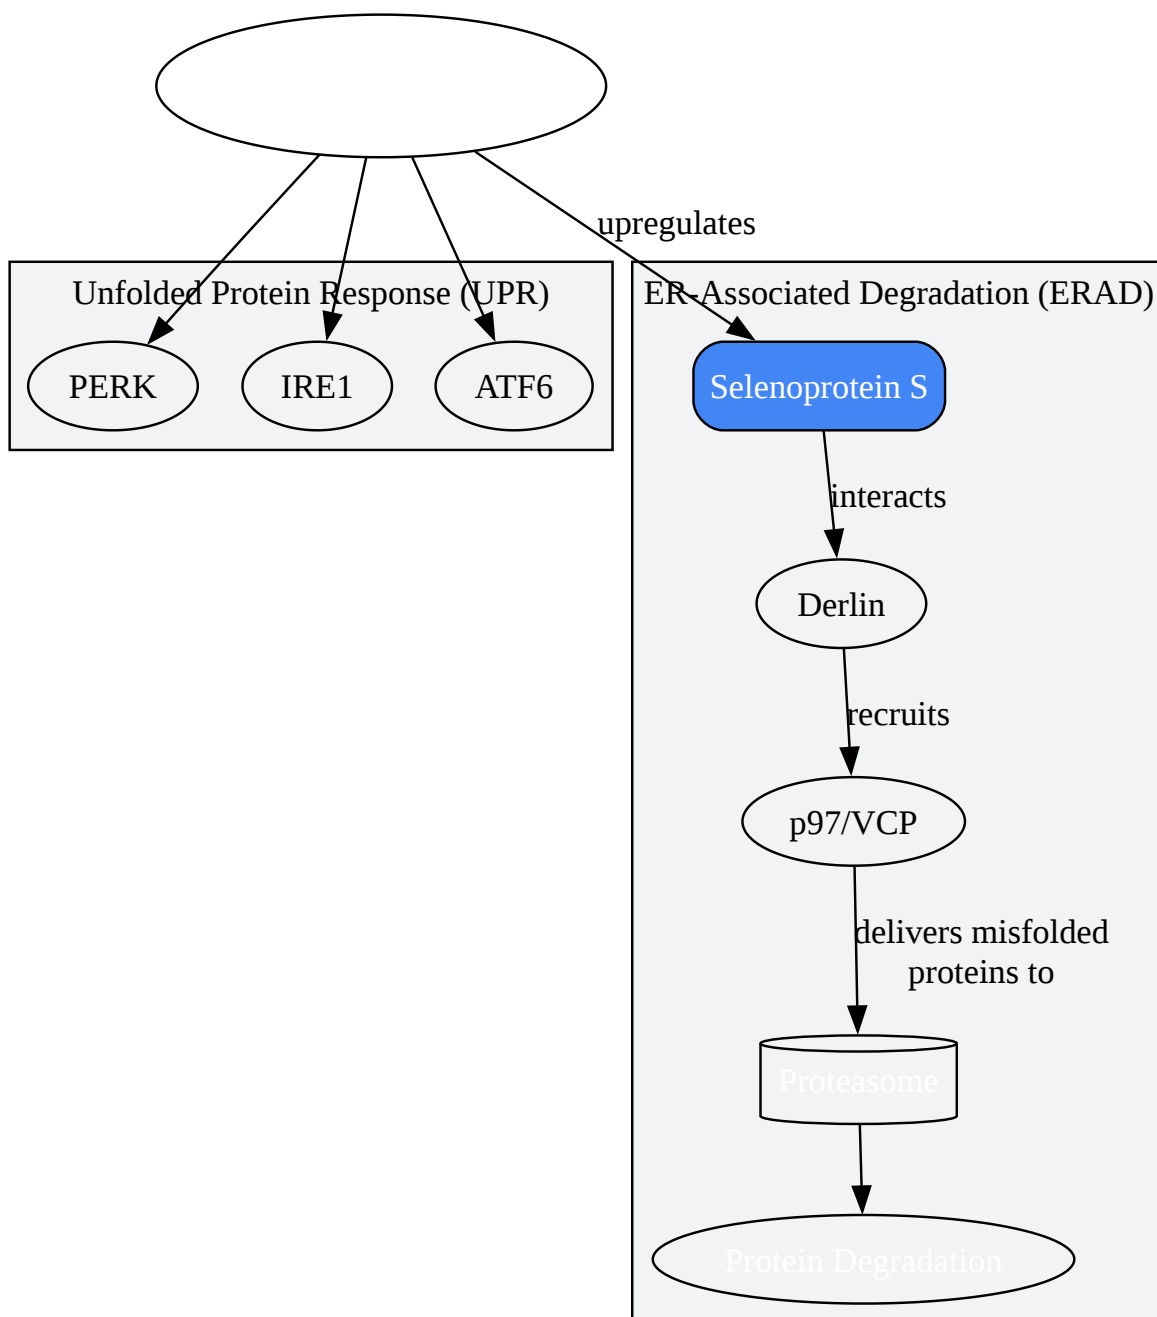 upregulates
Unfolded Protein Response (UPR)
ER-Associated Degradation (ERAD)
PERK
IRE1
ATF6
Selenoprotein S
interacts
Derlin
recruits
p97/VCP
delivers misfolded
proteins to
Proteasome
Protein Degradation